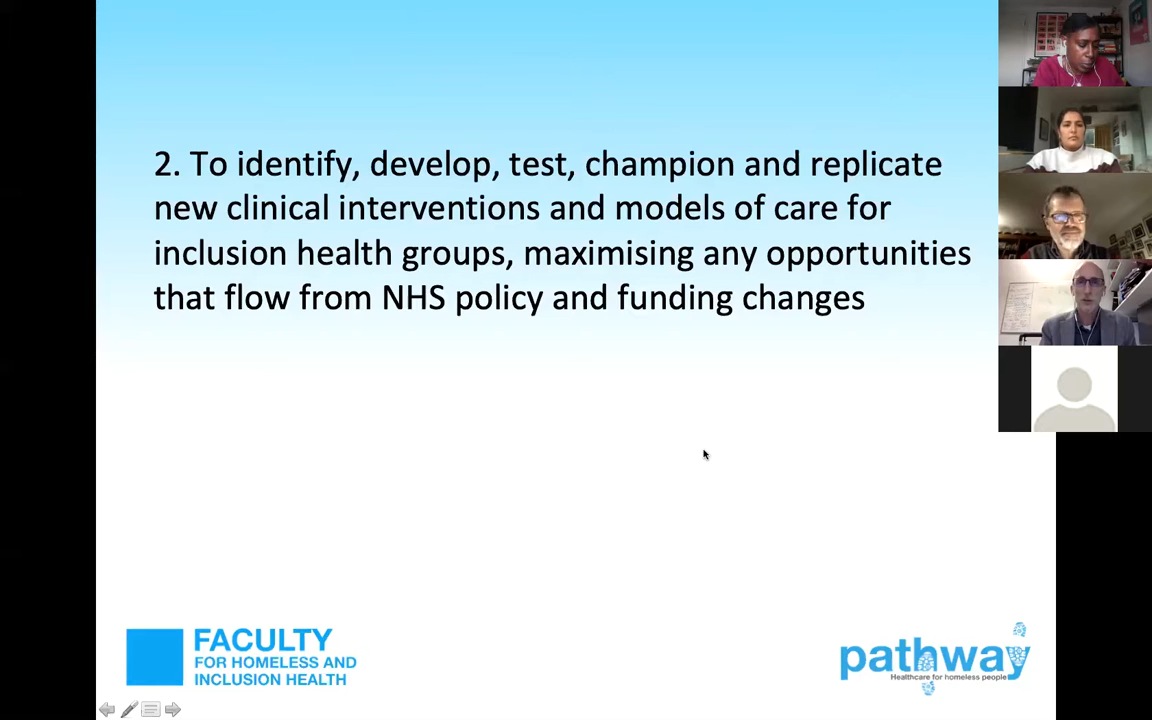 2. To identify, develop, test, champion and replicate
new clinical interventions and models of care for
inclusion health groups, maximising any opportunities
that flow from NHS policy and funding changes
FACULTY
FOR HOMELESS AND
INCLUSION HEALTH
pathway
Healthcare for homeless people